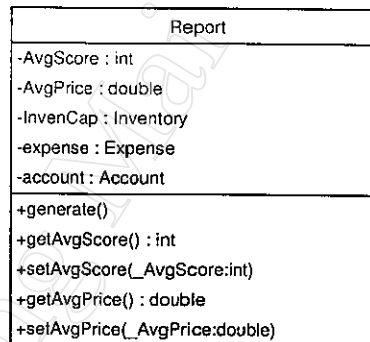 Report
-AvgScore : int
-AvgPrice : double
-InvenCap : Inventory
-expense : Expense
-account : Account
+generate()
+getAvgScore() : int
+setAvgScore(_AvgScore:int)
+getAvgPrice() : double
+setAvgPrice(_AvgPrice:double)